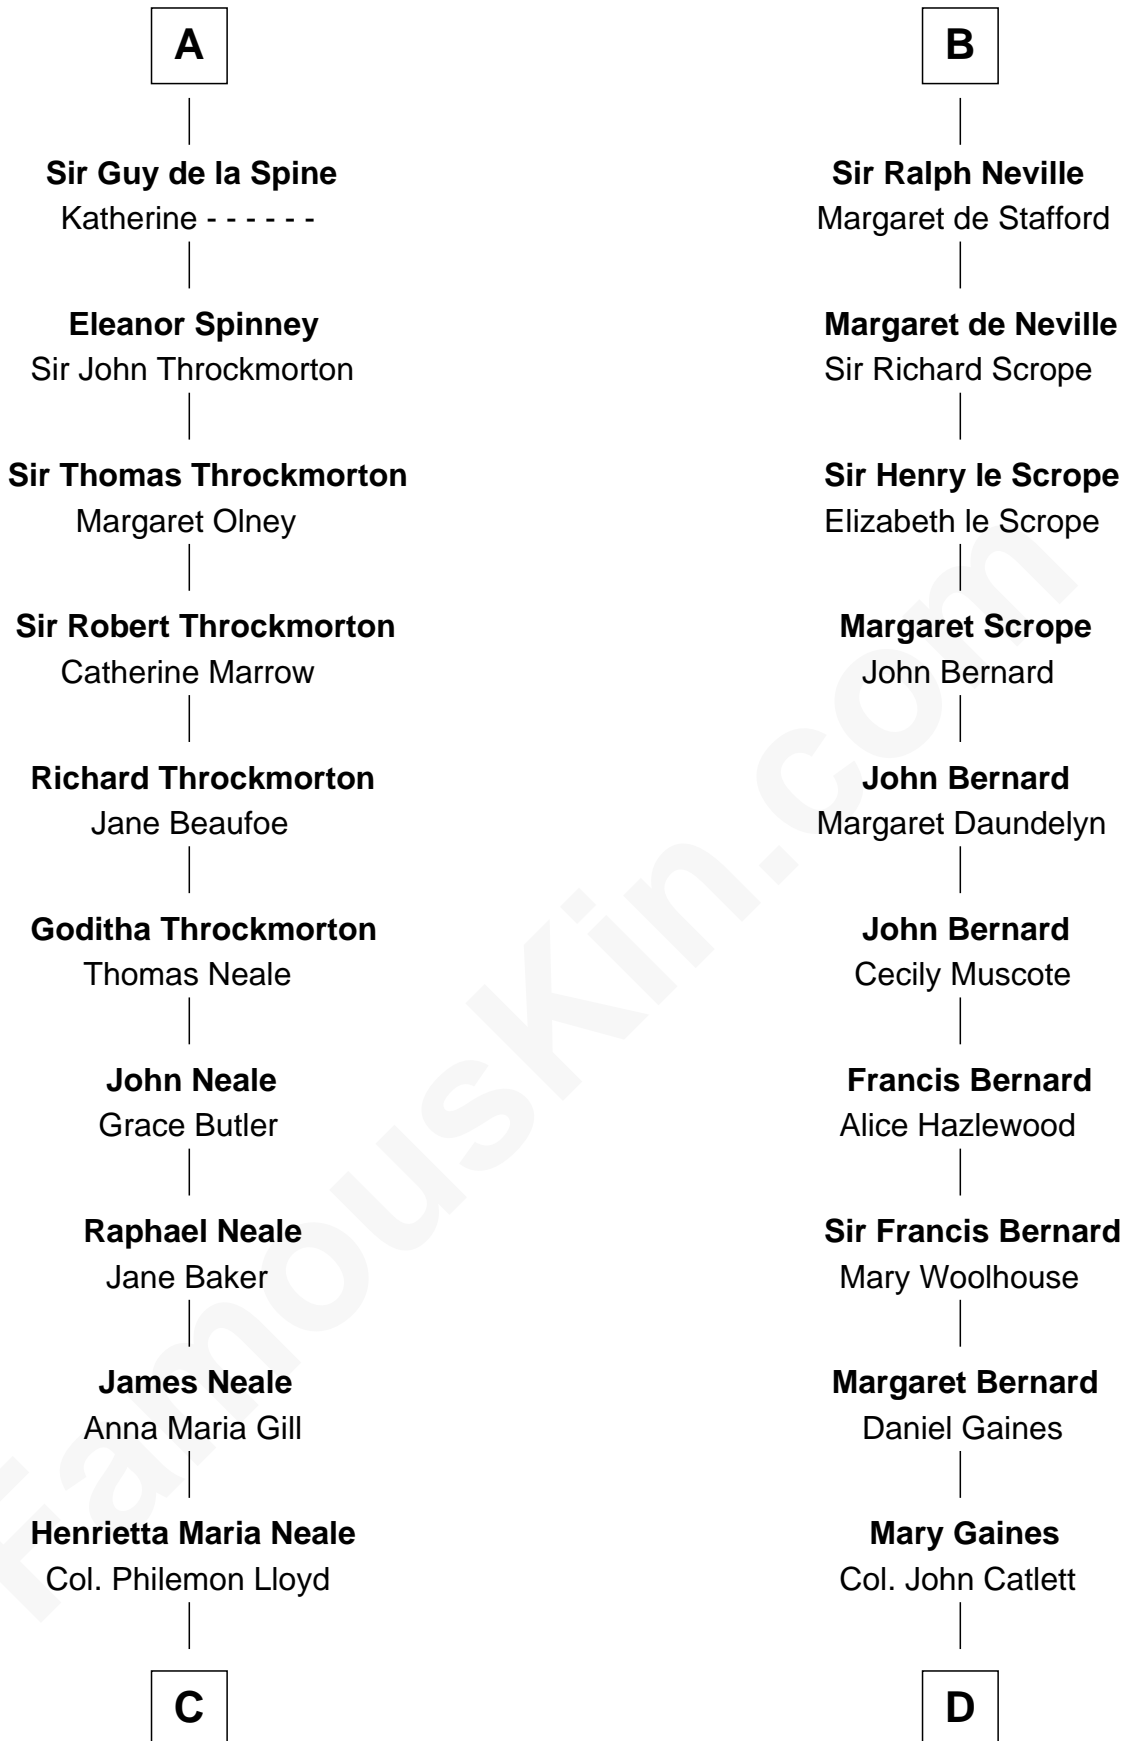 A
Sir Guy de la Spine
Katherine - - - - - -
Eleanor Spinney
Sir John Throckmorton
Sir Thomas Throckmorton
Margaret Olney
Sir Robert Throckmorton
Catherine Marrow
Richard Throckmorton
Jane Beaufoe
Goditha Throckmorton
Thomas Neale
John Neale
Grace Butler
Raphael Neale
Jane Baker
James Neale
Anna Maria Gill
Henrietta Maria Neale
Col. Philemon Lloyd
C
B
Sir Ralph Neville
Margaret de Stafford
Margaret de Neville
Sir Richard Scrope
Sir Henry le Scrope
Elizabeth le Scrope
Margaret Scrope
John Bernard
John Bernard
Margaret Daundelyn
John Bernard
Cecily Muscote
Francis Bernard
Alice Hazlewood
Sir Francis Bernard
Mary Woolhouse
Margaret Bernard
Daniel Gaines
Mary Gaines
Col. John Catlett
D
FamousKin.com